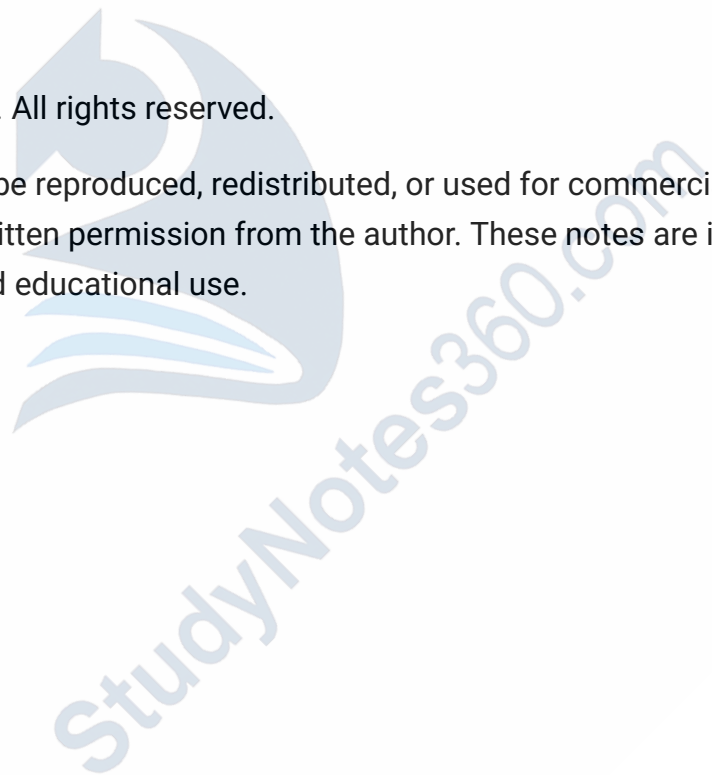 . All rights reserved.
be reproduced, redistributed, or used for commerci
itten permission from the author. These notes are i
d educational use.
StudyNotes360.com